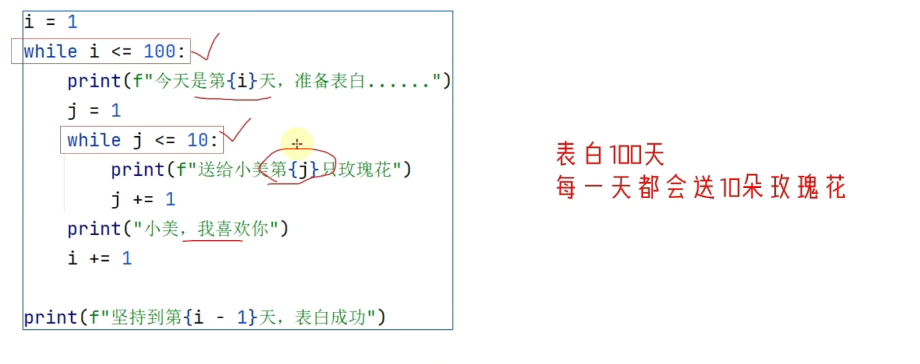 i = 1
while i <= 100:
print(f"今天是第{i}天，准备表白......")
j = 1
while j <= 10:
print(f"送给小美第{j}只玫瑰花")
j += 1
print("小美，我喜欢你")
i += 1
print(f"坚持到第{i - 1}天，表白成功")
表白100天
每一天都会送10朵玫瑰花